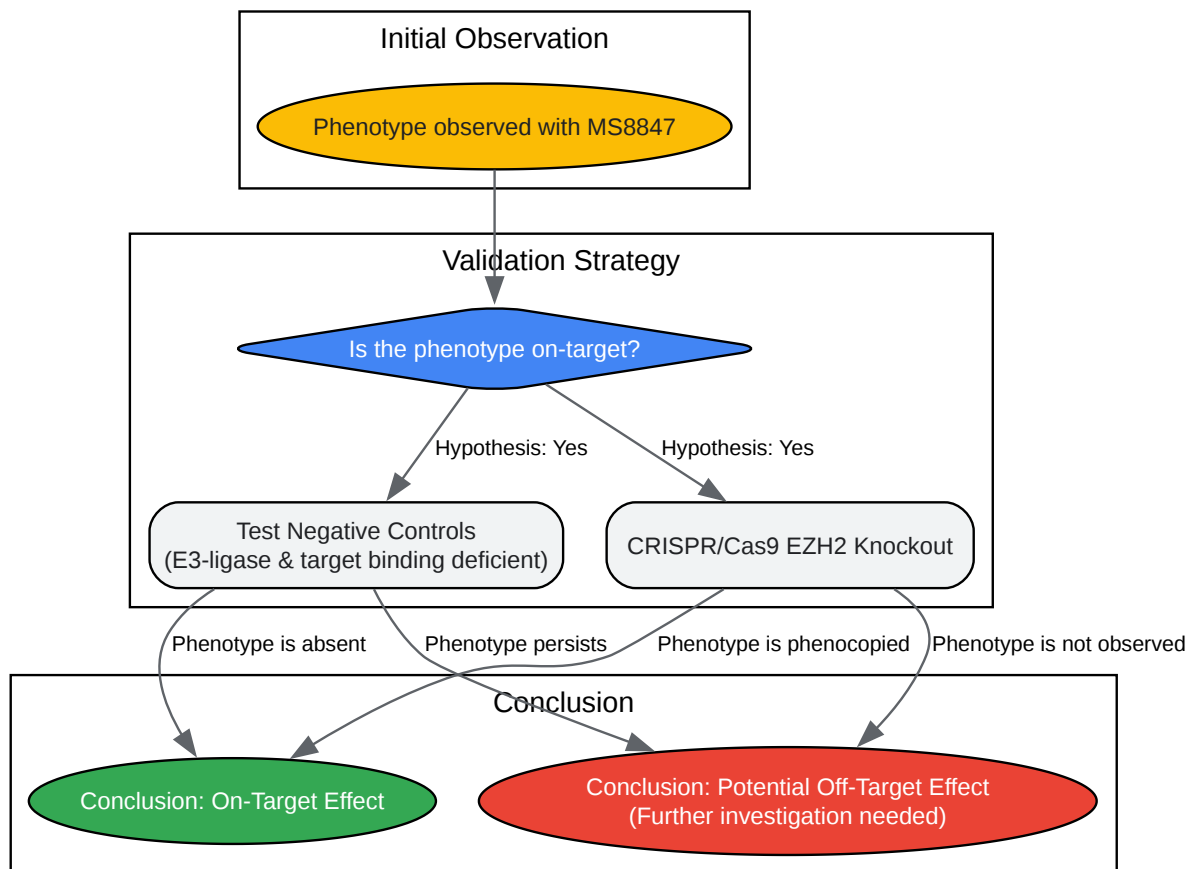 Initial Observation
Phenotype observed with MS8847
Validation Strategy
Is the phenotype on-target?
Hypothesis: Yes
Hypothesis: Yes
Test Negative Controls
(E3-ligase & target binding deficient)
CRISPR/Cas9 EZH2 Knockout
Phenotype is absent
Phenotype persists
Phenotype is phenocopied
Phenotype is not observed
Conclusion
Conclusion: On-Target Effect
Conclusion: Potential Off-Target Effect
(Further investigation needed)